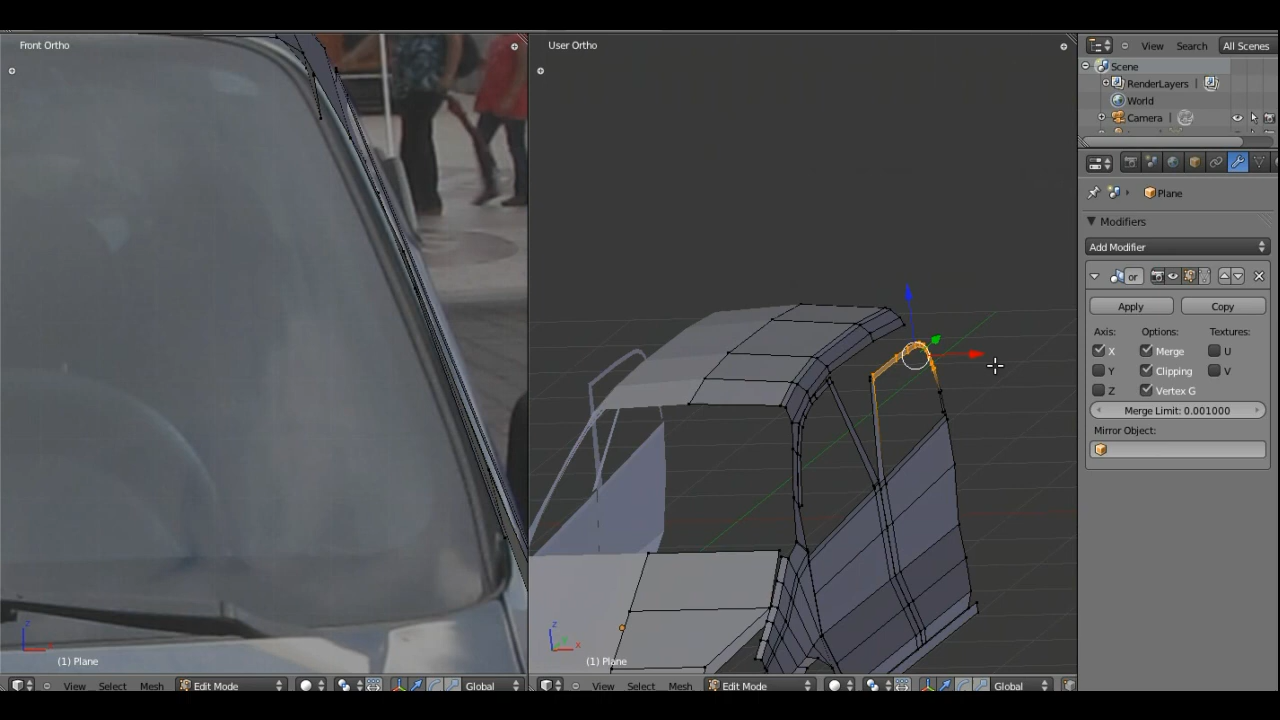 Front Ortho
User Ortho
View Search All Scenes
Scene
RenderLayers
World
Camera
Plane
Modifiers
Add Modifier
or
Apply Copy
Axis: Options: Textures:
X Merge U
Y Clipping V
Z Vertex G
Merge Limit: 0.001000
Mirror Object:
z
x
(1) Plane
z
x
(1) Plane
View Select Mesh Edit Mode Global
View Select Mesh Edit Mode Global